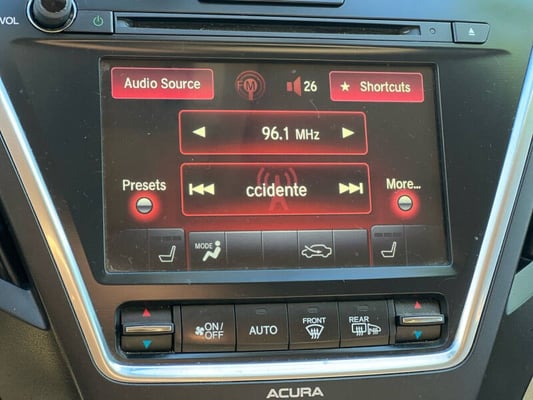 VOL
Audio Source
FM
26
★ Shortcuts
96.1 MHz
Presets
ccidente
More...
MODE
ON/OFF
AUTO
FRONT
REAR
ACURA